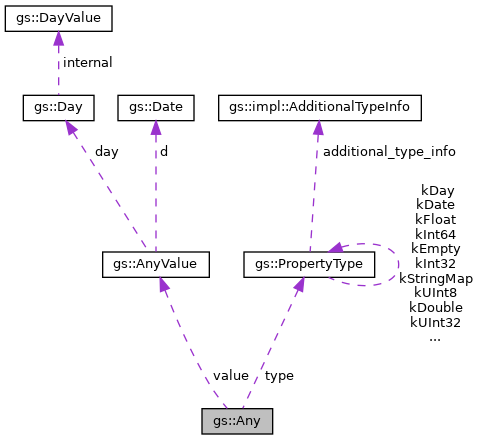 gs::DayValue
internal
gs::Day
gs::Date
gs::impl::AdditionalTypeInfo
day
d
additional_type_info
kDay
kDate
kFloat
kInt64
kEmpty
kInt32
kStringMap
kUInt8
kDouble
kUInt32
...
gs::AnyValue
gs::PropertyType
value
type
gs::Any